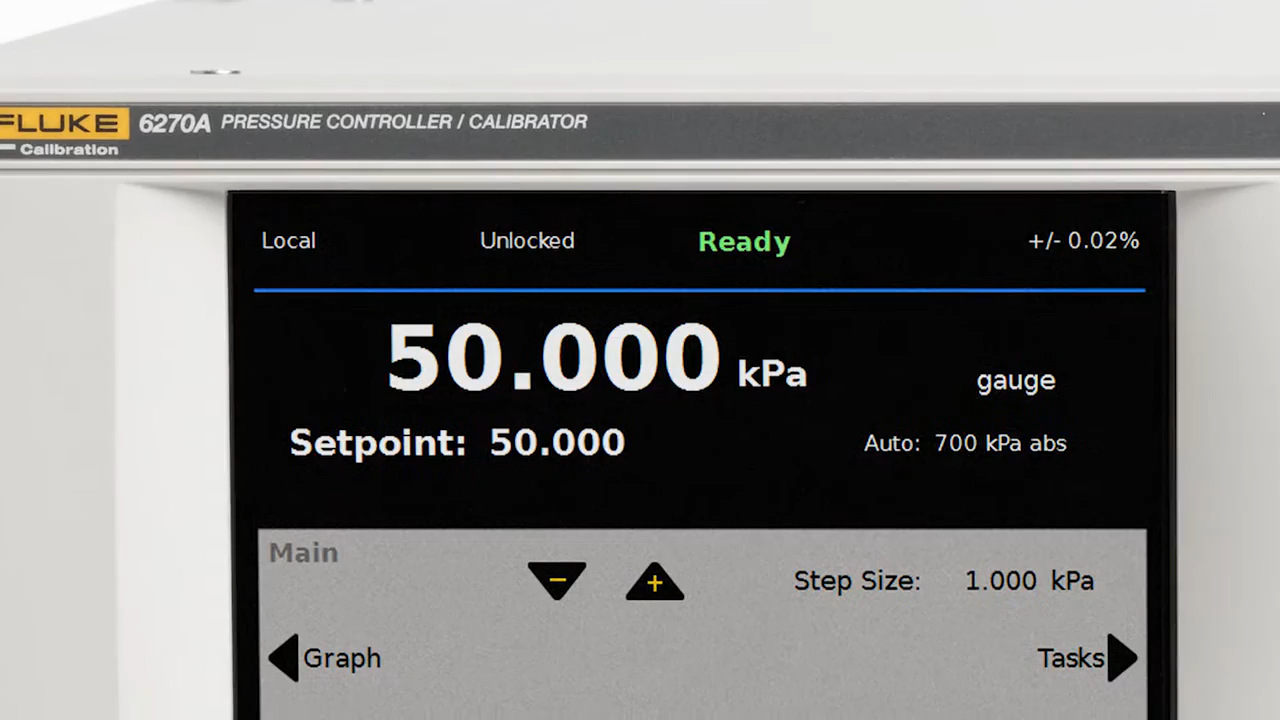 FLUKE 6270A PRESSURE CONTROLLER / CALIBRATOR
Calibration
Local Unlocked Ready +/- 0.02%
50.000 kPa gauge
Setpoint: 50.000 Auto: 700 kPa abs
Main
− + Step Size: 1.000 kPa
Graph Tasks